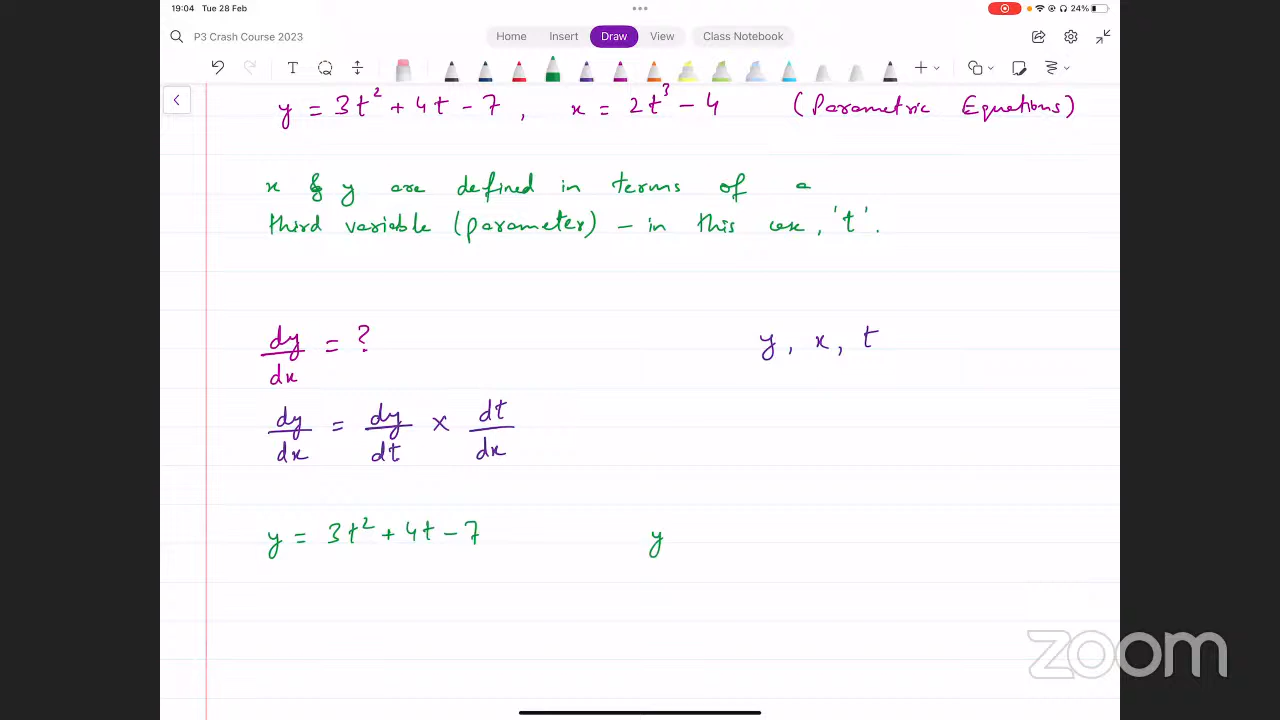 19:04 Tue 28 Feb
24%
P3 Crash Course 2023
Home Insert Draw View Class Notebook
y = 3t² + 4t - 7, x = 2t³ - 4 (Parametric Equations)
x & y are defined in terms of a
third variable (parameter) - in this case, 't'.
dy/dx = ?
y, x, t
dy/dx = dy/dt × dt/dx
y = 3t² + 4t - 7
y
zoom